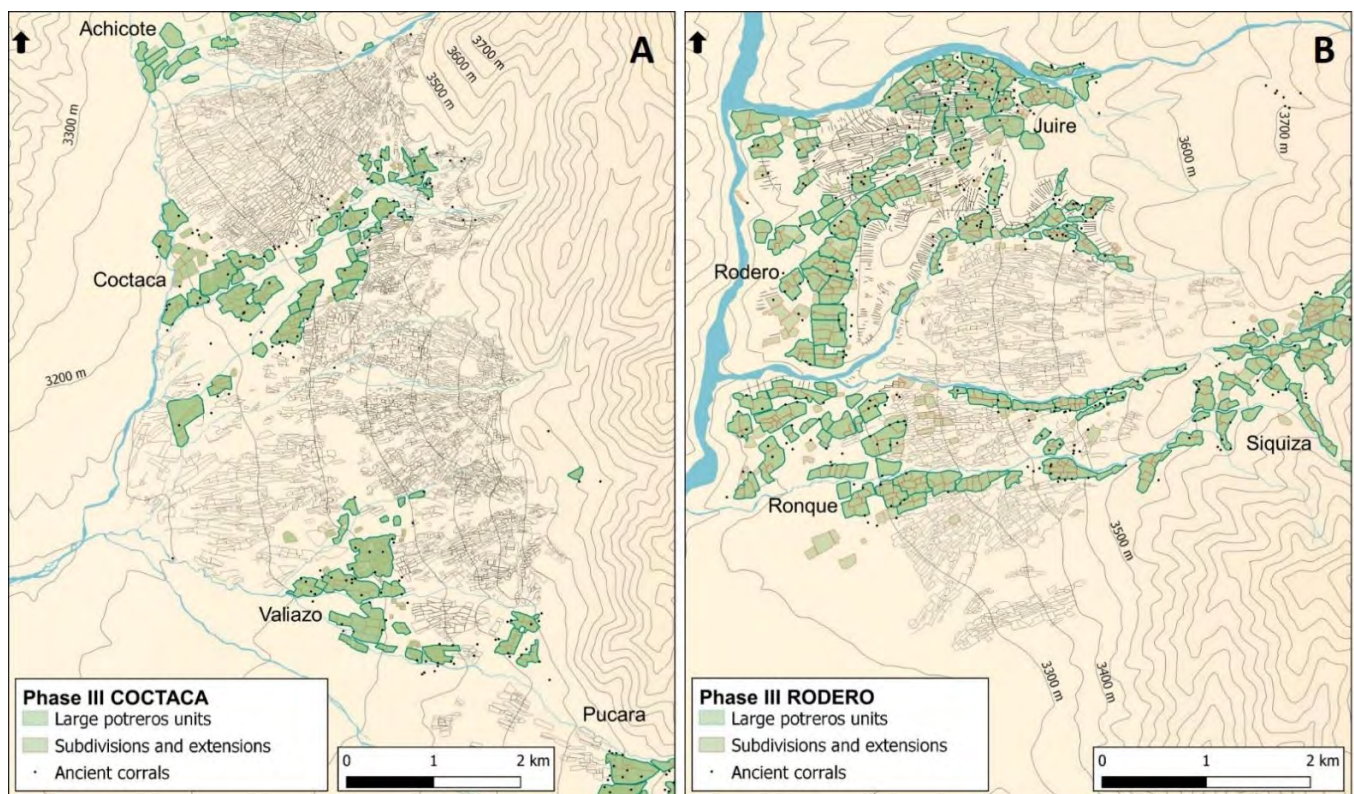 Achicote
A
3700 m
3600 m
3500 m
3300 m
Coctaca
3200 m
Valiazo
Pucara
Phase III COCTACA
Large potreros units
Subdivisions and extensions
Ancient corrals
0 1 2 km
B
Juire
3700 m
3600 m
Rodero
Siquiza
Ronque
3500 m
3400 m
3300 m
Phase III RODERO
Large potreros units
Subdivisions and extensions
Ancient corrals
0 1 2 km